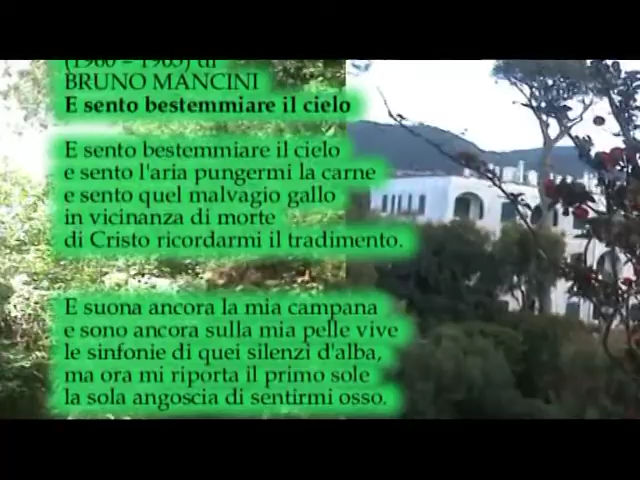 (1960 – 1965) di
BRUNO MANCINI
E sento bestemmiare il cielo
E sento bestemmiare il cielo
e sento l'aria pungermi la carne
e sento quel malvagio gallo
in vicinanza di morte
di Cristo ricordarmi il tradimento.
E suona ancora la mia campana
e sono ancora sulla mia pelle vive
le sinfonie di quei silenzi d'alba,
ma ora mi riporta il primo sole
la sola angoscia di sentirmi osso.